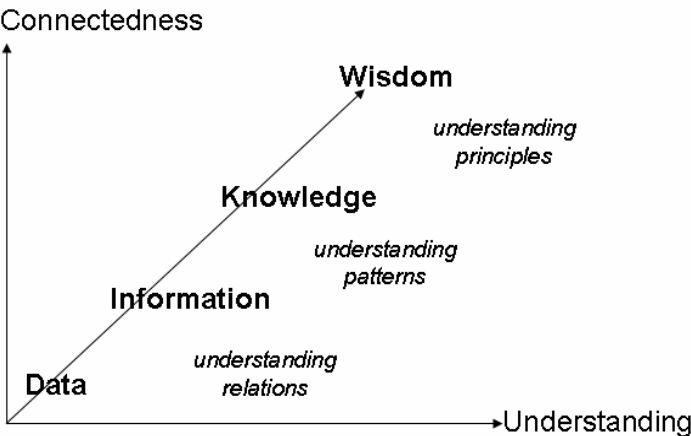 Connectedness
Wisdom
understanding
principles
Knowledge
understanding
patterns
Information
understanding
relations
Data
Understanding